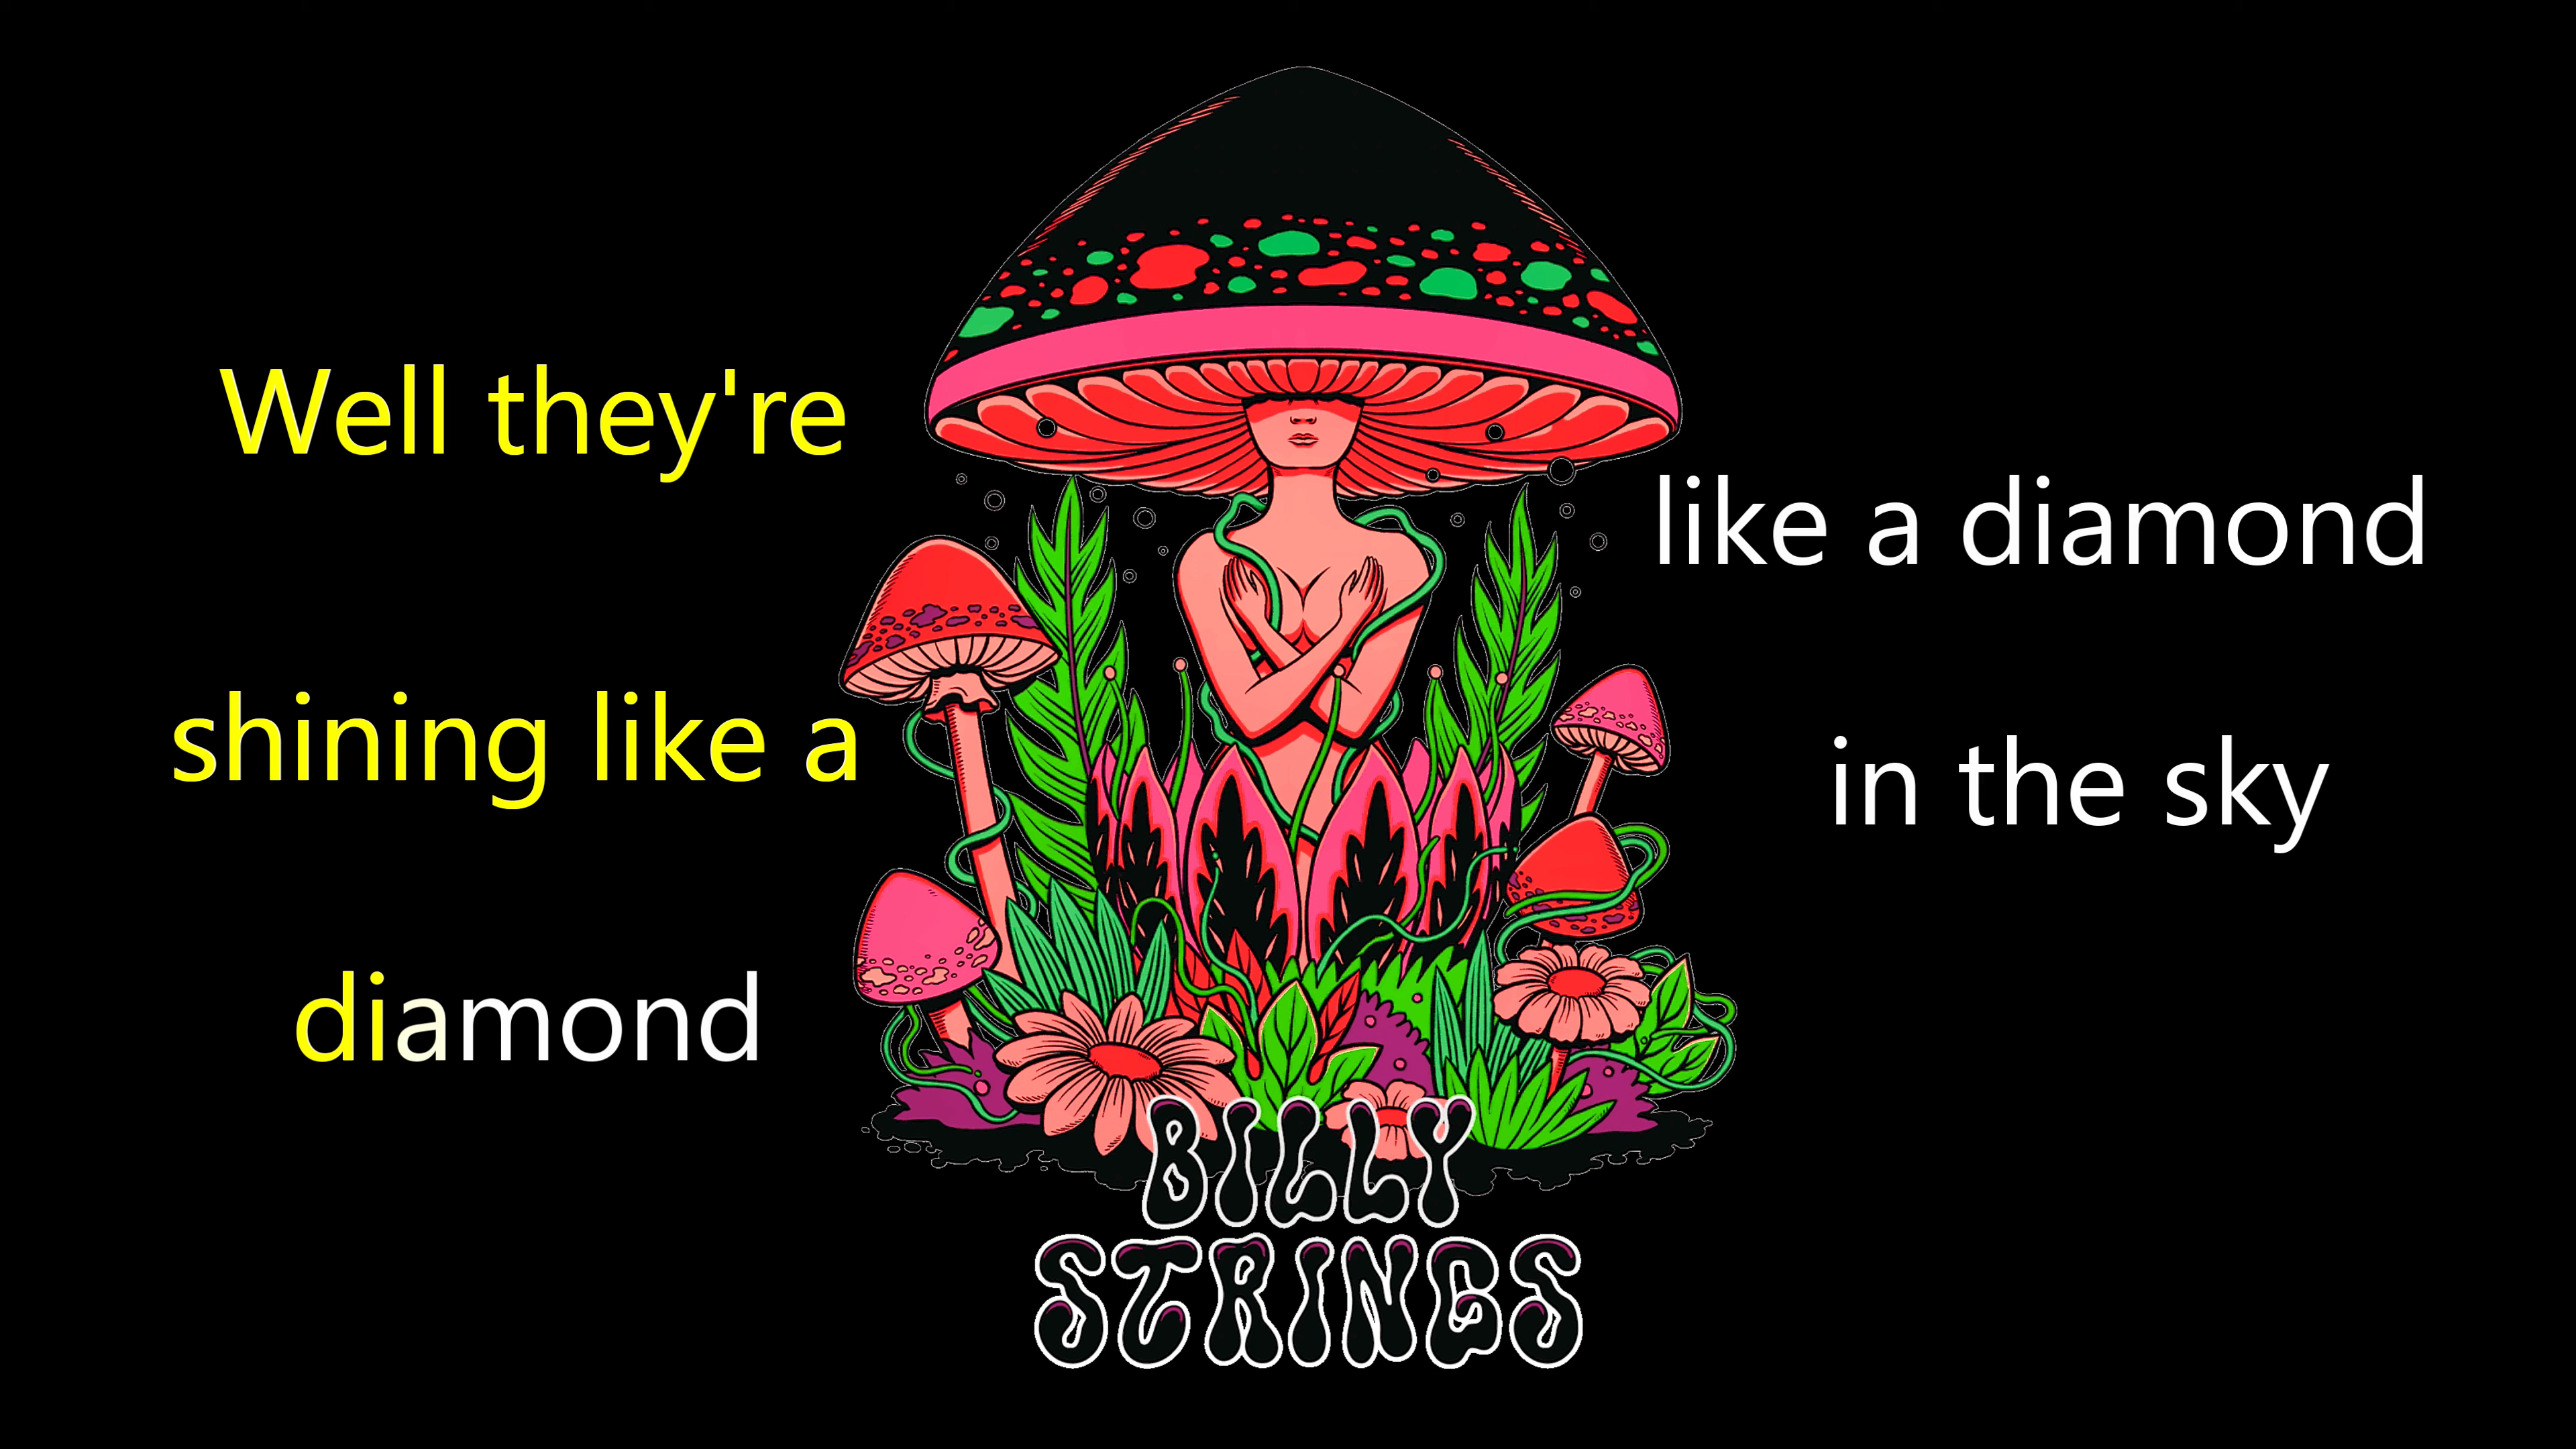 Well they're
shining like a
diamond
like a diamond
in the sky
BILLY
STRINGS